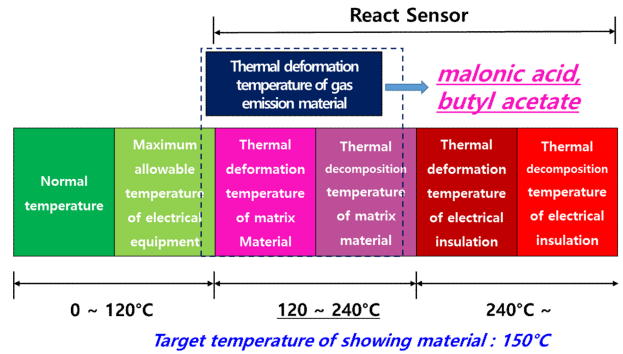 React Sensor
Thermal deformation
temperature of gas
emission material
malonic acid,
butyl acetate
Normal
temperature
Maximum
allowable
temperature
of electrical
equipment
Thermal
deformation
temperature
of matrix
Material
Thermal
decomposition
temperature
of matrix
material
Thermal
deformation
temperature
of electrical
insulation
Thermal
decomposition
temperature
of electrical
insulation
0 ~ 120°C
120 ~ 240°C
240°C ~
Target temperature of showing material : 150°C